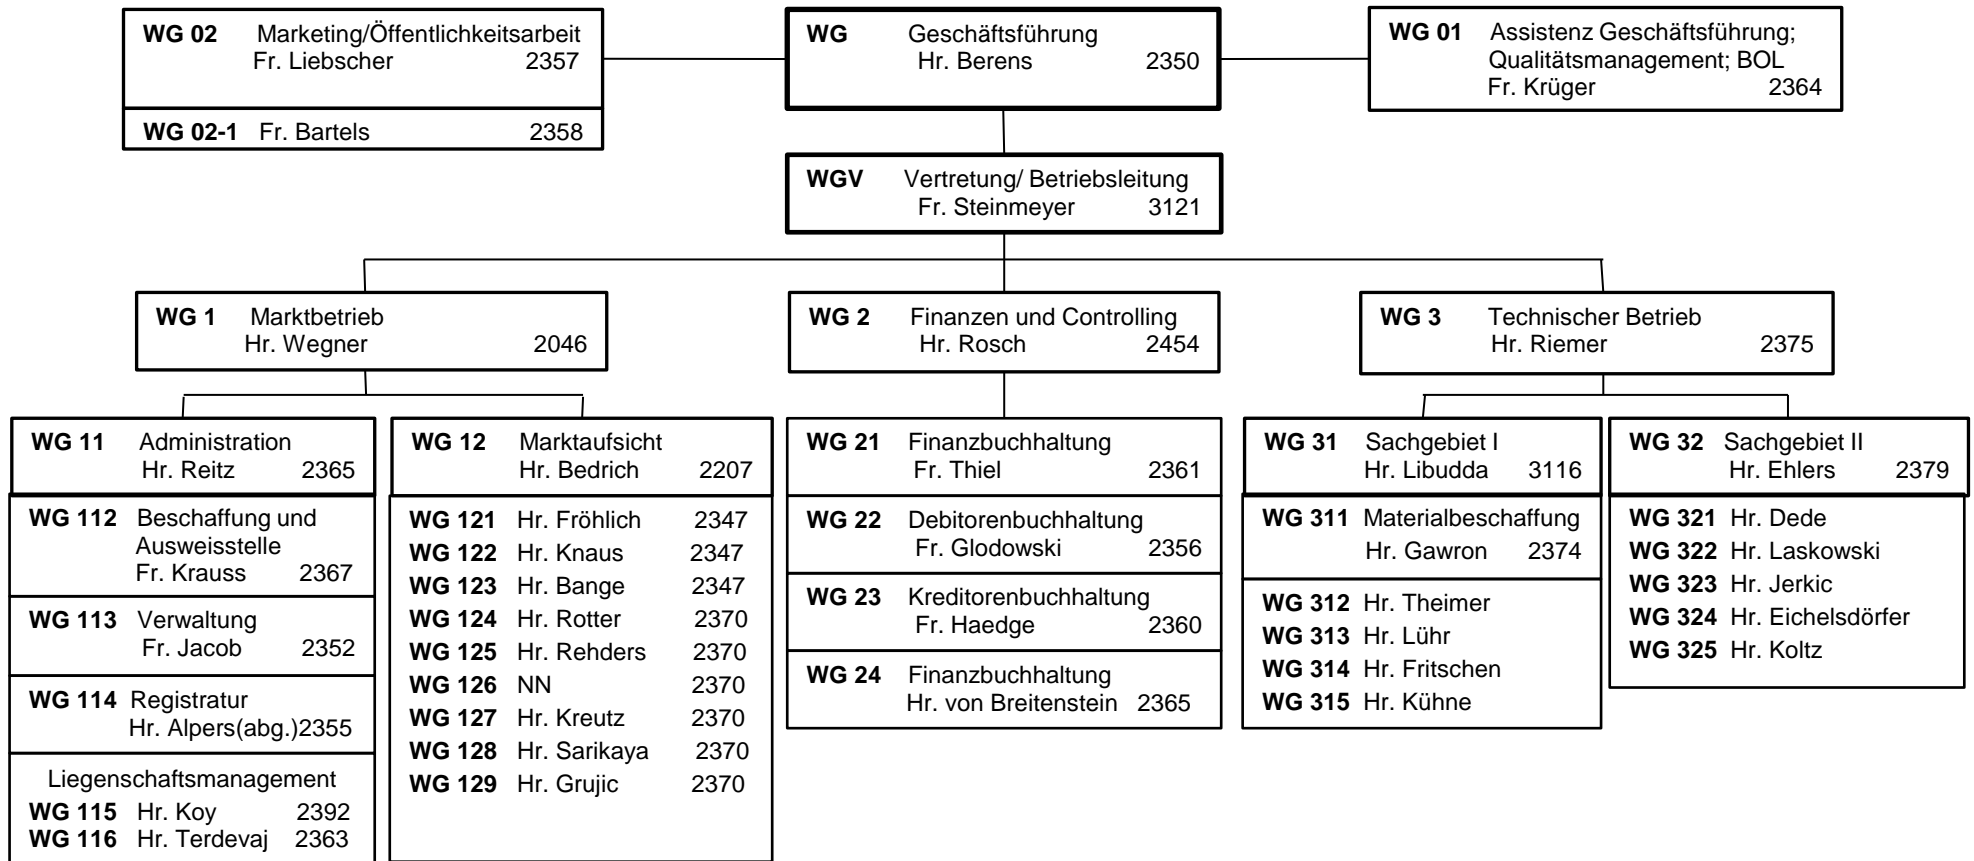 WG 02 Marketing/Öffentlichkeitsarbeit
Fr. Liebscher 2357
WG 02-1 Fr. Bartels 2358
WG Geschäftsführung
Hr. Berens 2350
WG 01 Assistenz Geschäftsführung;
Qualitätsmanagement; BOL
Fr. Krüger 2364
WGV Vertretung/ Betriebsleitung
Fr. Steinmeyer 3121
WG 1 Marktbetrieb
Hr. Wegner 2046
WG 2 Finanzen und Controlling
Hr. Rosch 2454
WG 3 Technischer Betrieb
Hr. Riemer 2375
WG 11 Administration
Hr. Reitz 2365
WG 112 Beschaffung und
Ausweisstelle
Fr. Krauss 2367
WG 113 Verwaltung
Fr. Jacob 2352
WG 114 Registratur
Hr. Alpers(abg.)2355
Liegenschaftsmanagement
WG 115 Hr. Koy 2392
WG 116 Hr. Terdevaj 2363
WG 12 Marktaufsicht
Hr. Bedrich 2207
WG 121 Hr. Fröhlich 2347
WG 122 Hr. Knaus 2347
WG 123 Hr. Bange 2347
WG 124 Hr. Rotter 2370
WG 125 Hr. Rehders 2370
WG 126 NN 2370
WG 127 Hr. Kreutz 2370
WG 128 Hr. Sarikaya 2370
WG 129 Hr. Grujic 2370
WG 21 Finanzbuchhaltung
Fr. Thiel 2361
WG 22 Debitorenbuchhaltung
Fr. Glodowski 2356
WG 23 Kreditorenbuchhaltung
Fr. Haedge 2360
WG 24 Finanzbuchhaltung
Hr. von Breitenstein 2365
WG 31 Sachgebiet I
Hr. Libudda 3116
WG 311 Materialbeschaffung
Hr. Gawron 2374
WG 312 Hr. Theimer
WG 313 Hr. Lühr
WG 314 Hr. Fritschen
WG 315 Hr. Kühne
WG 32 Sachgebiet II
Hr. Ehlers 2379
WG 321 Hr. Dede
WG 322 Hr. Laskowski
WG 323 Hr. Jerkic
WG 324 Hr. Eichelsdörfer
WG 325 Hr. Koltz